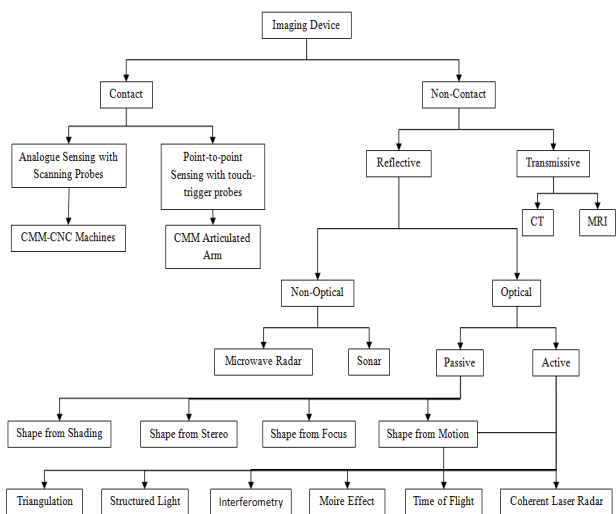 Imaging Device
Contact
Non-Contact
Analogue Sensing with
Scanning Probes
Point-to-point
Sensing with touch-
trigger probes
Reflective
Transmissive
CMM-CNC Machines
CMM Articulated
Arm
CT
MRI
Non-Optical
Optical
Microwave Radar
Sonar
Passive
Active
Shape from Shading
Shape from Stereo
Shape from Focus
Shape from Motion
Triangulation
Structured Light
Interferometry
Moire Effect
Time of Flight
Coherent Laser Radar